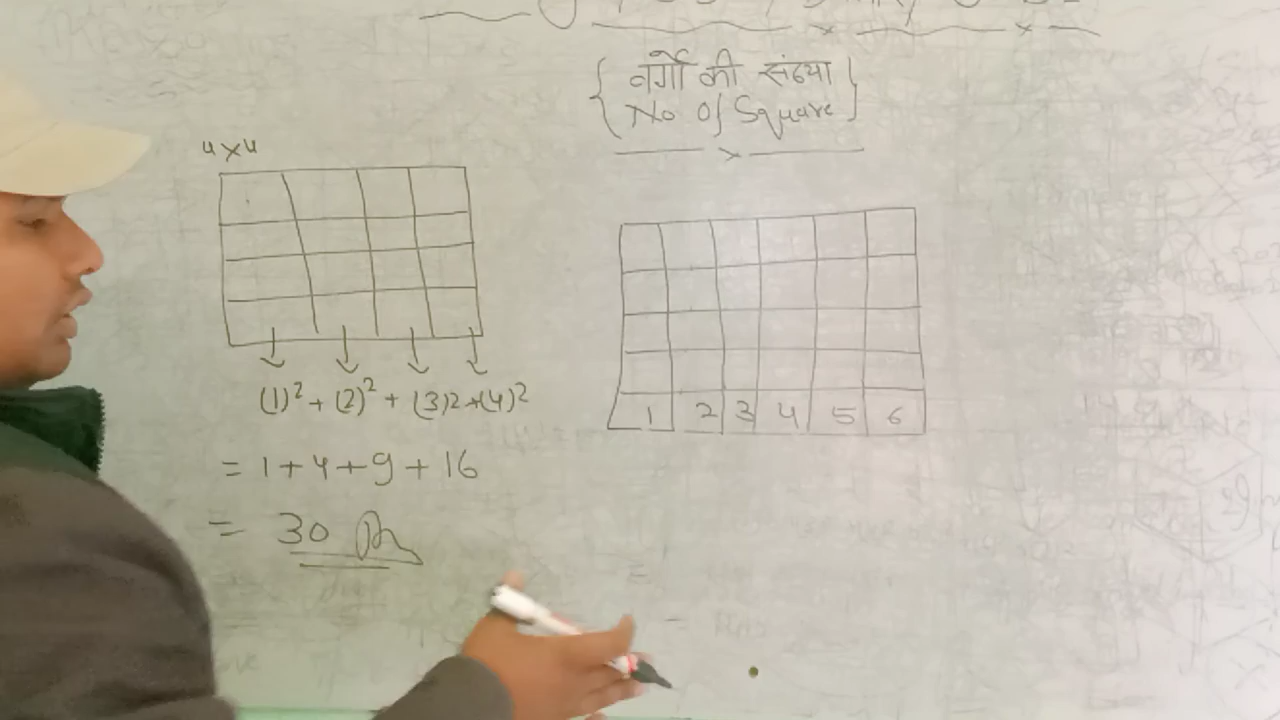 { वर्गों की संख्या
No Of Square }
4×4
(1)² + (2)² + (3)2 + (4)²
= 1 + 4 + 9 + 16
= 30
1 2 3 4 5 6